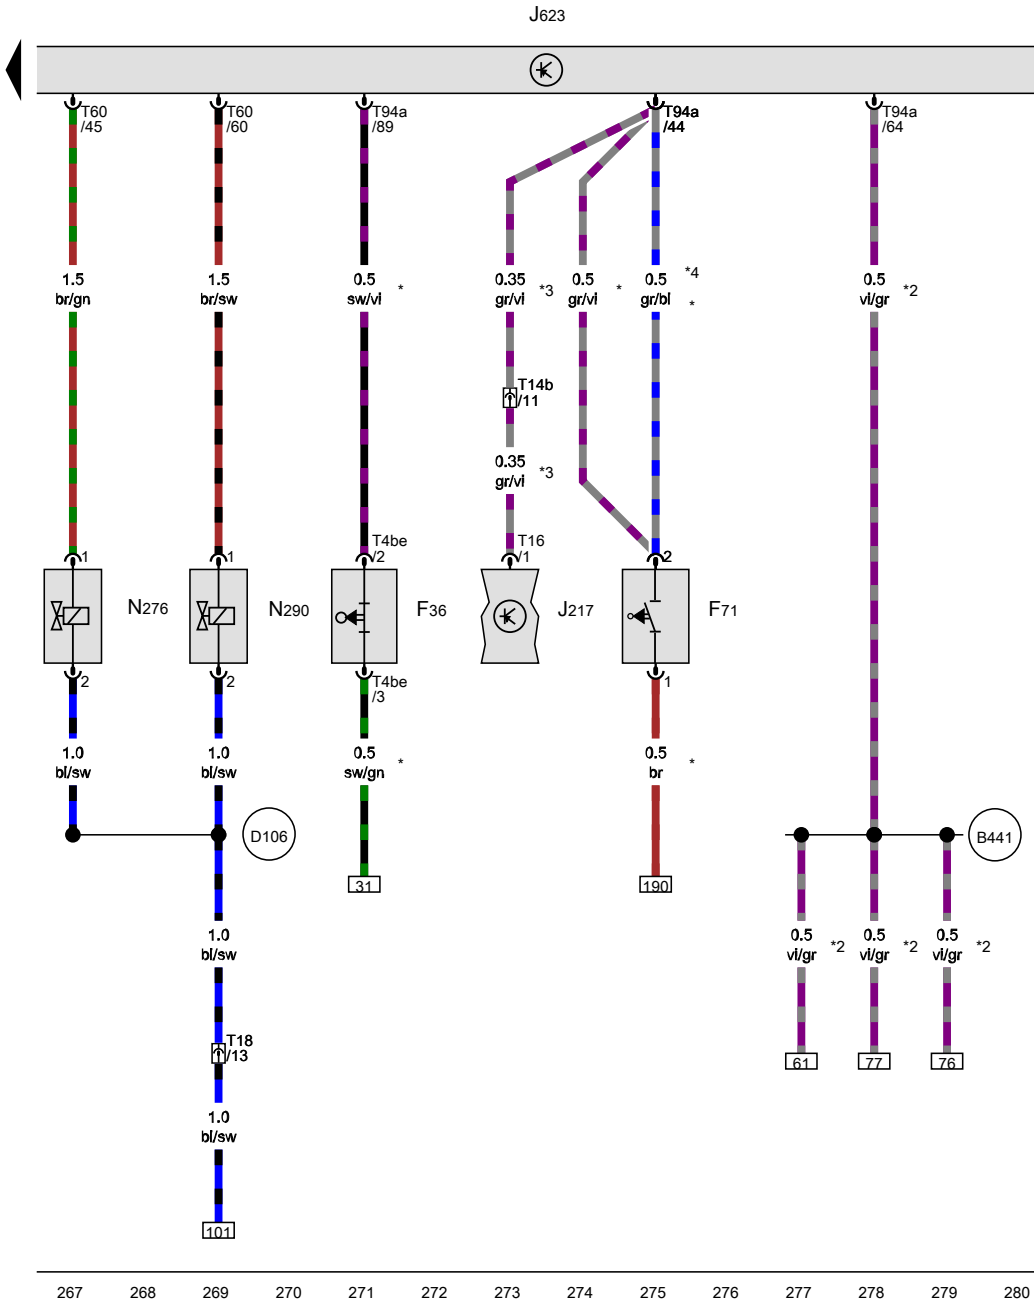 J623
T60
/45
T60
/60
T94a
/89
T94a
/44
T94a
/64
1.5
br/gn
1.5
br/sw
0.5
sw/vi *
0.35
gr/vi *3
0.5
gr/vi *
0.5
gr/bl
*4
*
0.5
vi/gr *2
T14b
/11
0.35
gr/vi *3
1
1
T4be
/2
T16
/1
2
N276
N290
F36
J217
F71
2
2
T4be
/3
1
1.0
bl/sw
1.0
bl/sw
0.5
sw/gn *
0.5
br *
D106
B441
31
190
1.0
bl/sw
0.5
vi/gr *2
0.5
vi/gr *2
0.5
vi/gr *2
T18
/13
61
77
76
1.0
bl/sw
101
267 268 269 270 271 272 273 274 275 276 277 278 279 280